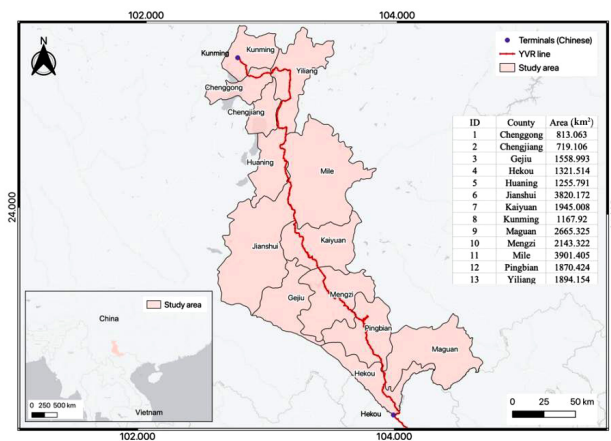 102.000 104.000
N
Terminals (Chinese)
YVR line
Study area
Kunming
Kunming
Yiliang
Chenggong
Chengjiang
Huaning
Mile
24.000
24.000
Jianshui
Kaiyuan
Gejiu
Mengzi
Pingbian
Maguan
Hekou
Hekou
ID County Area (km²)
1 Chenggong 813.063
2 Chengjiang 719.106
3 Gejiu 1558.993
4 Hekou 1321.514
5 Huaning 1255.791
6 Jianshui 3820.172
7 Kaiyuan 1945.008
8 Kunming 1167.92
9 Maguan 2665.325
10 Mengzi 2143.322
11 Mile 3901.405
12 Pingbian 1870.424
13 Yiliang 1894.154
Study area
China
Vietnam
0 250 500 km
0 25 50 km
102.000 104.000